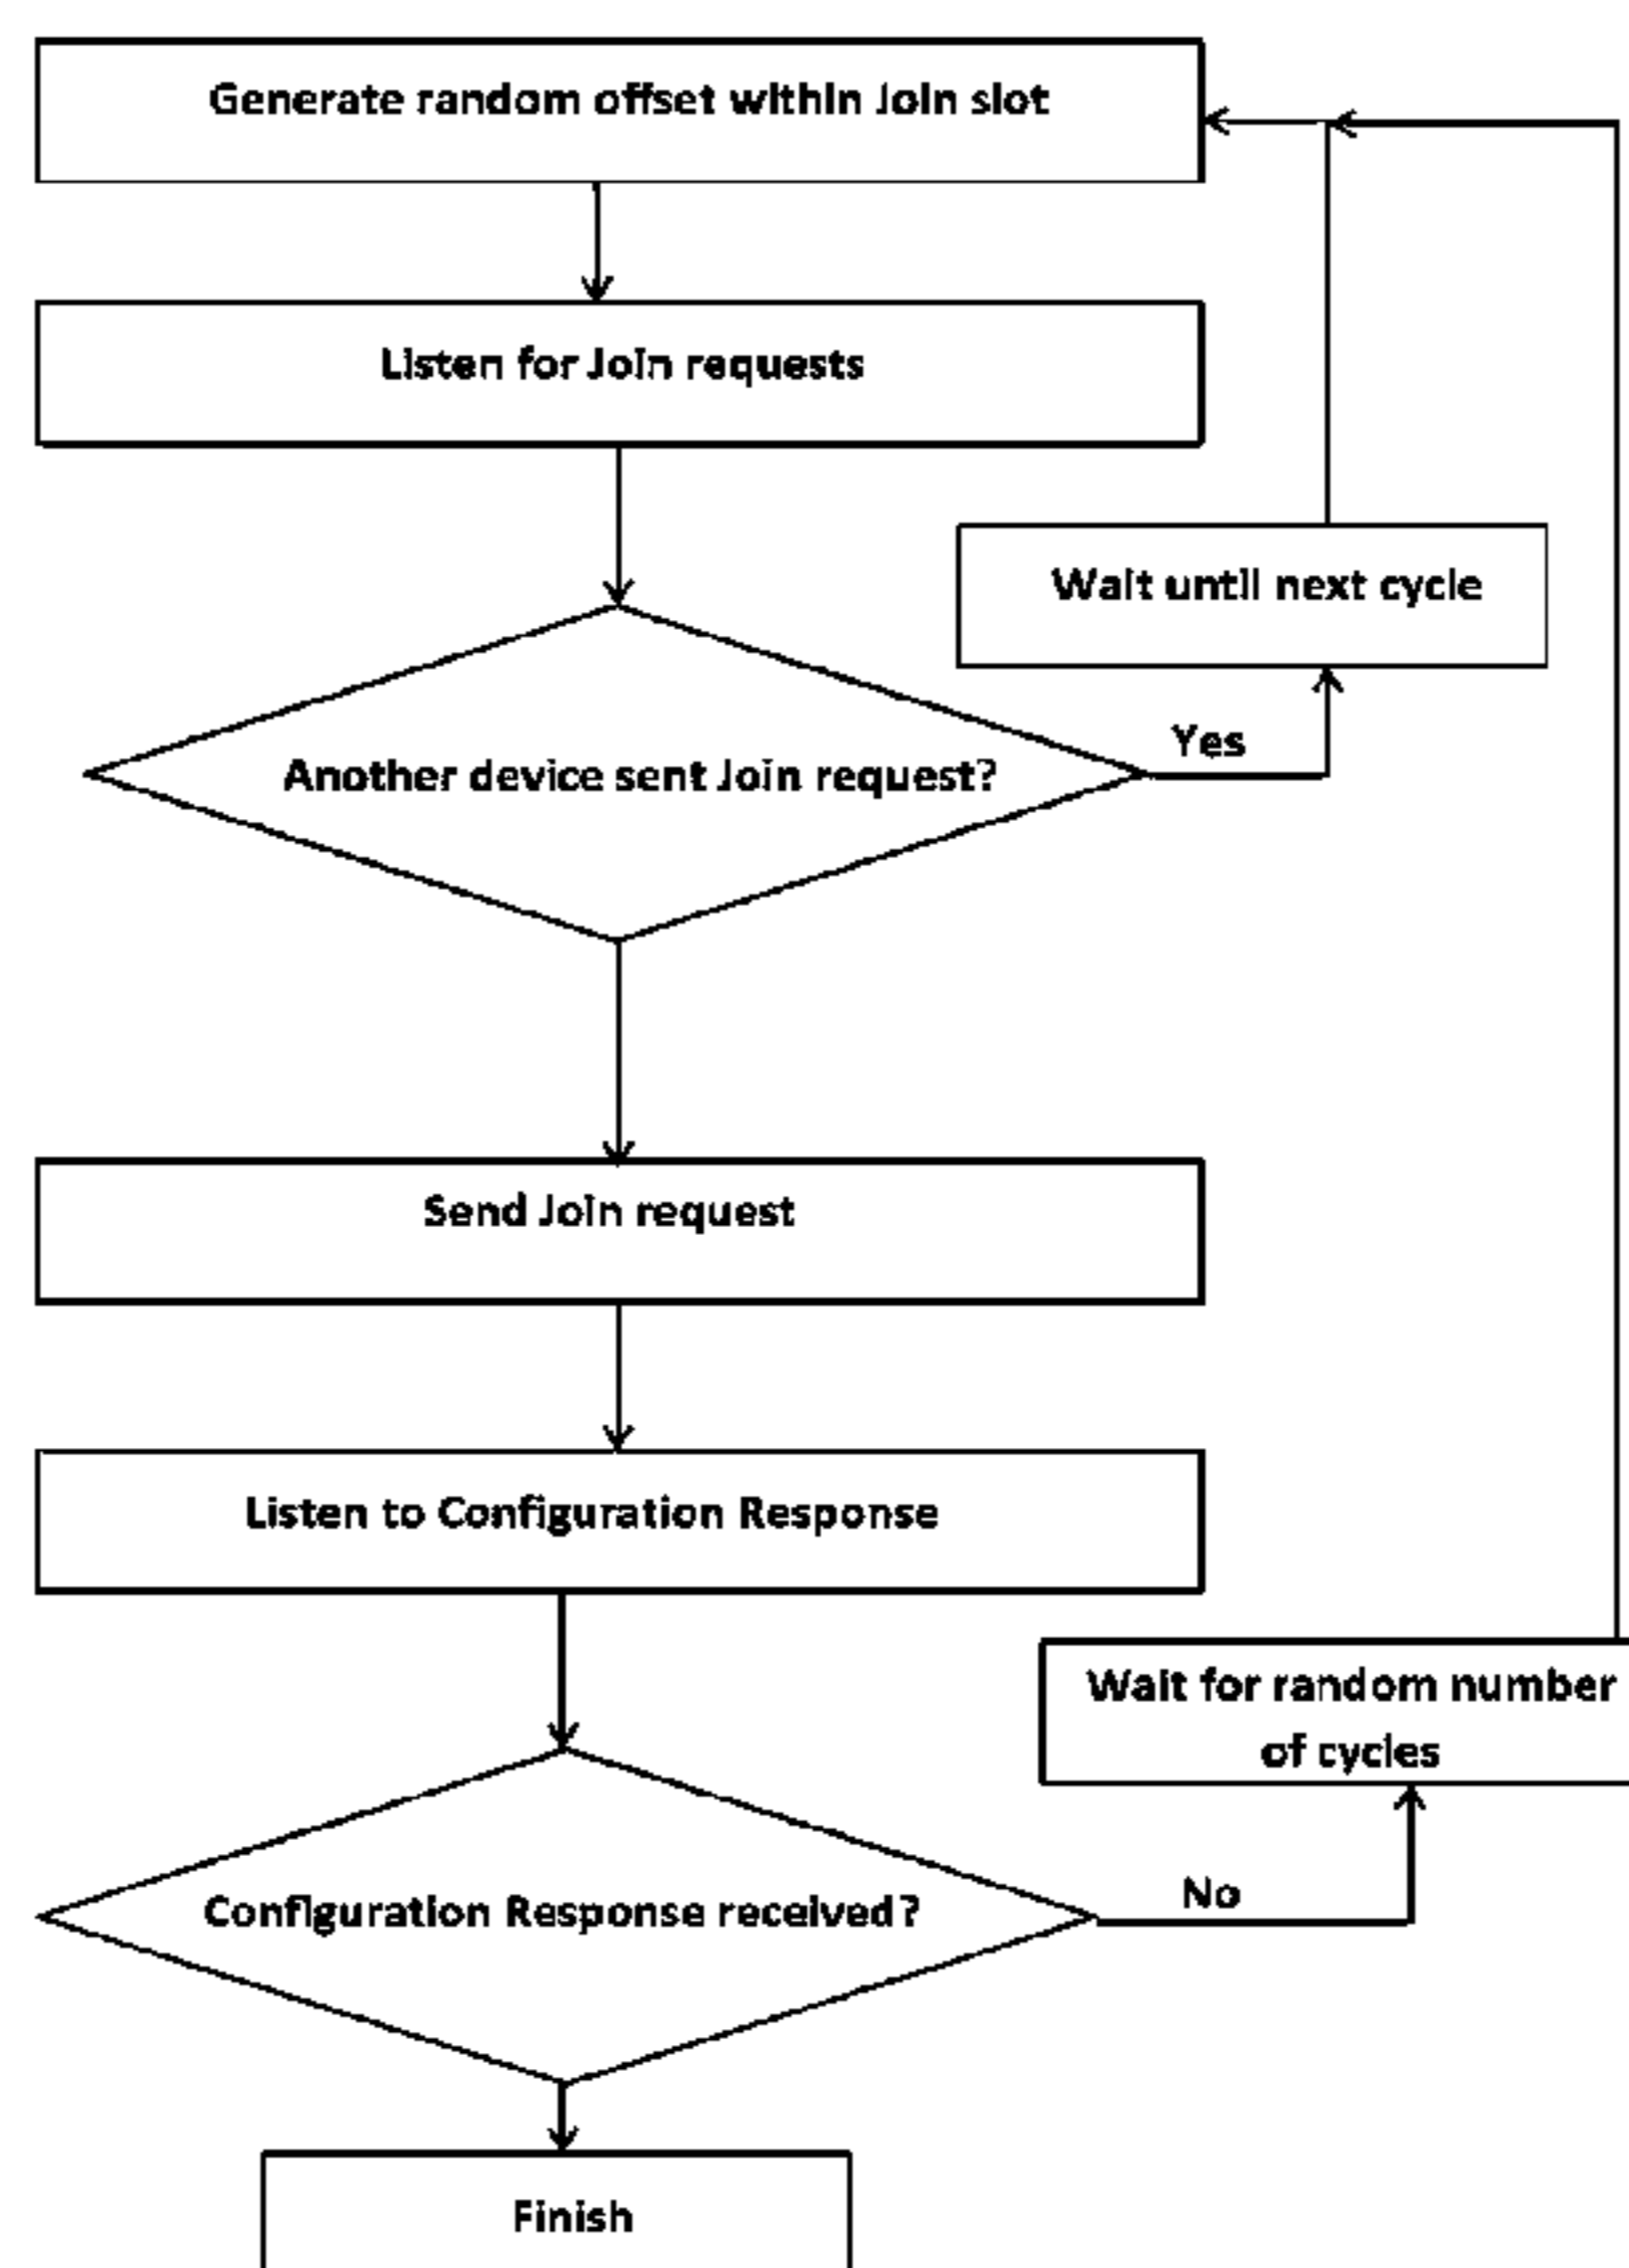 Generate random offset within Join slot
Listen for Join requests
Wait until next cycle
Yes
Another device sent Join request?
Send Join request
Listen to Configuration Response
Wait for random number
of cycles
No
Configuration Response received?
Finish